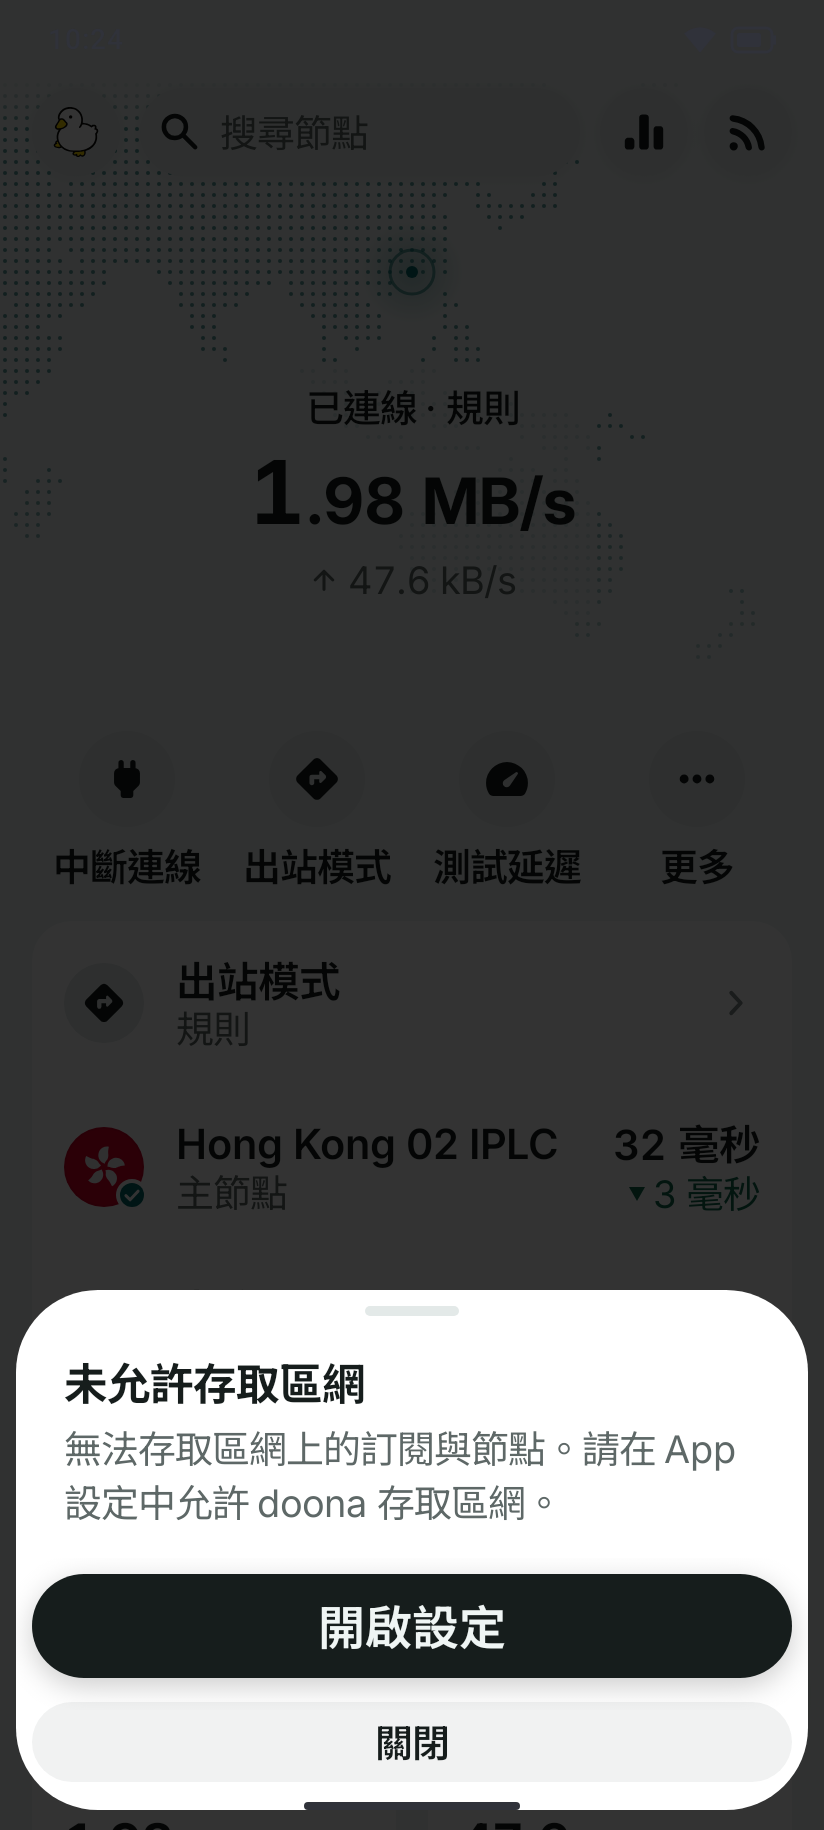 搜尋節點
已連線 · 規則
1.98 MB/s
↑ 47.6 kB/s
中斷連線
出站模式
測試延遲
更多
出站模式
規則
Hong Kong 02 IPLC
32 毫秒
主節點
▼3 毫秒
未允許存取區網
無法存取區網上的訂閱與節點。請在 App
設定中允許 doona 存取區網。
開啟設定
關閉